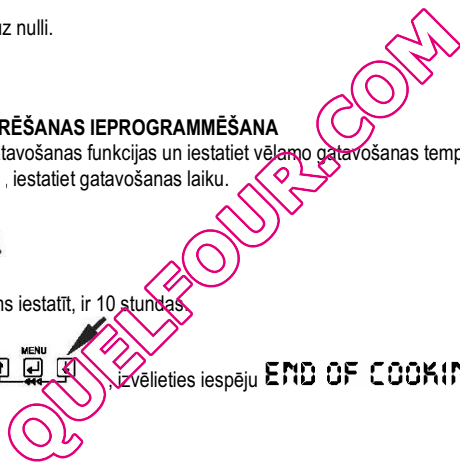 uz nulli.
RĒŠANAS IEPROGRAMMĒŠANA
tavošanas funkcijas un iestatiet vēlamo gatavošanas temp
, iestatiet gatavošanas laiku.
ns iestatīt, ir 10 stundas.
MENU
, izvēlieties iespēju END OF COOKIN
QUELFOUR.COM